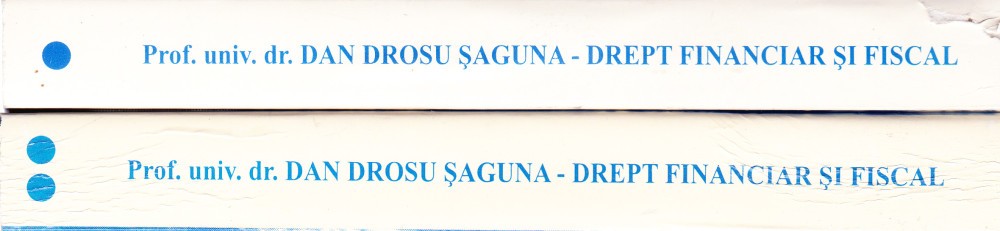 Prof. univ. dr. DAN DROSU ŞAGUNA - DREPT FINANCIAR ŞI FISCAL
Prof. univ. dr. DAN DROSU ŞAGUNA - DREPT FINANCIAR ŞI FISCAL